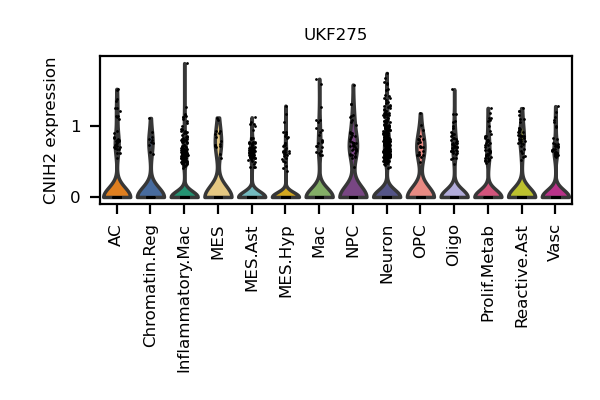 UKF275
CNIH2 expression
1
0
AC
Chromatin.Reg
Inflammatory.Mac
MES
MES.Ast
MES.Hyp
Mac
NPC
Neuron
OPC
Oligo
Prolif.Metab
Reactive.Ast
Vasc